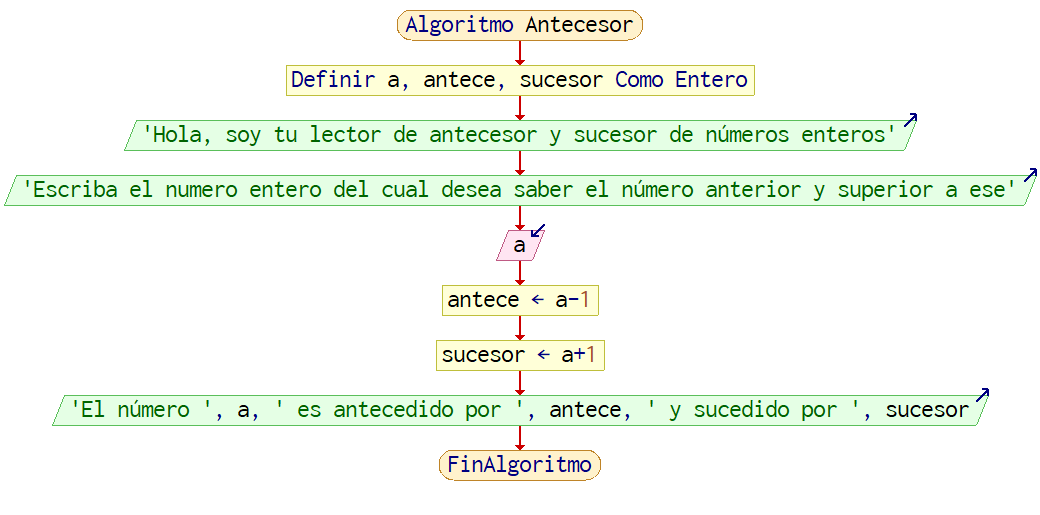 Algoritmo Antecesor
Definir a, antece, sucesor Como Entero
'Hola, soy tu lector de antecesor y sucesor de números enteros'
'Escriba el numero entero del cual desea saber el número anterior y superior a ese'
a
antece ← a-1
sucesor ← a+1
'El número ', a, ' es antecedido por ', antece, ' y sucedido por ', sucesor
FinAlgoritmo